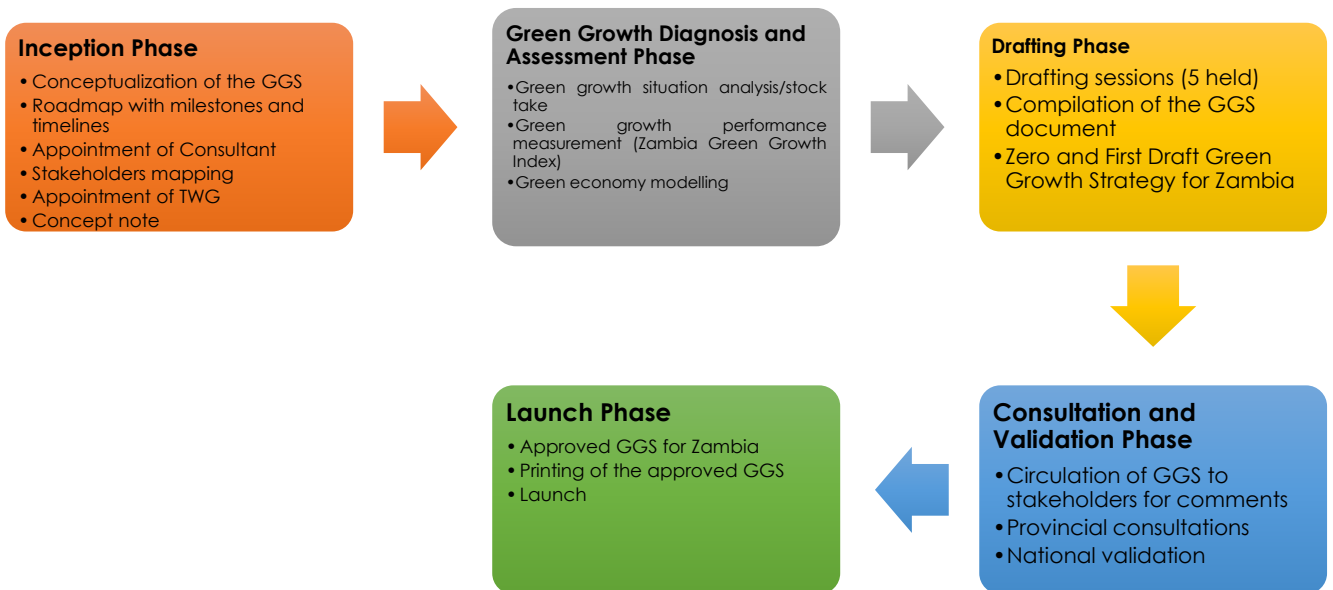 Inception Phase
• Conceptualization of the GGS
• Roadmap with milestones and
timelines
• Appointment of Consultant
• Stakeholders mapping
• Appointment of TWG
• Concept note
Green Growth Diagnosis and
Assessment Phase
• Green growth situation analysis/stock
take
• Green growth performance
measurement (Zambia Green Growth
Index)
• Green economy modelling
Drafting Phase
• Drafting sessions (5 held)
• Compilation of the GGS
document
• Zero and First Draft Green
Growth Strategy for Zambia
Consultation and
Validation Phase
• Circulation of GGS to
stakeholders for comments
• Provincial consultations
• National validation
Launch Phase
• Approved GGS for Zambia
• Printing of the approved GGS
• Launch